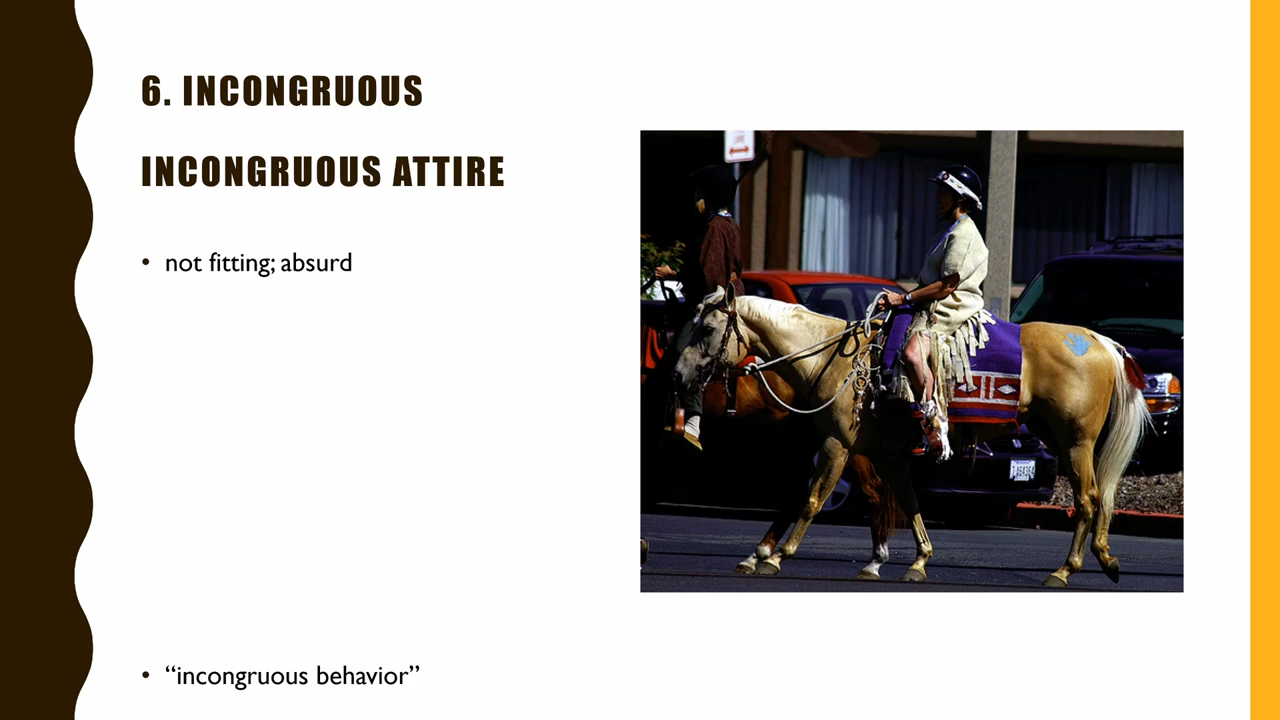 6. INCONGRUOUS
INCONGRUOUS ATTIRE
• not fitting; absurd
• “incongruous behavior”